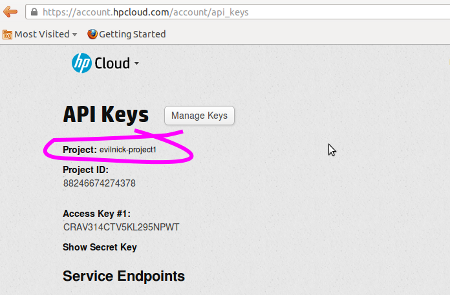 https://account.hpcloud.com/account/api_keys
Most Visited
Getting Started
hp Cloud
API Keys
Manage Keys
Project: evilnick-project1
Project ID:
88246674274378
Access Key #1:
CRAV314CTV5KL295NPWT
Show Secret Key
Service Endpoints